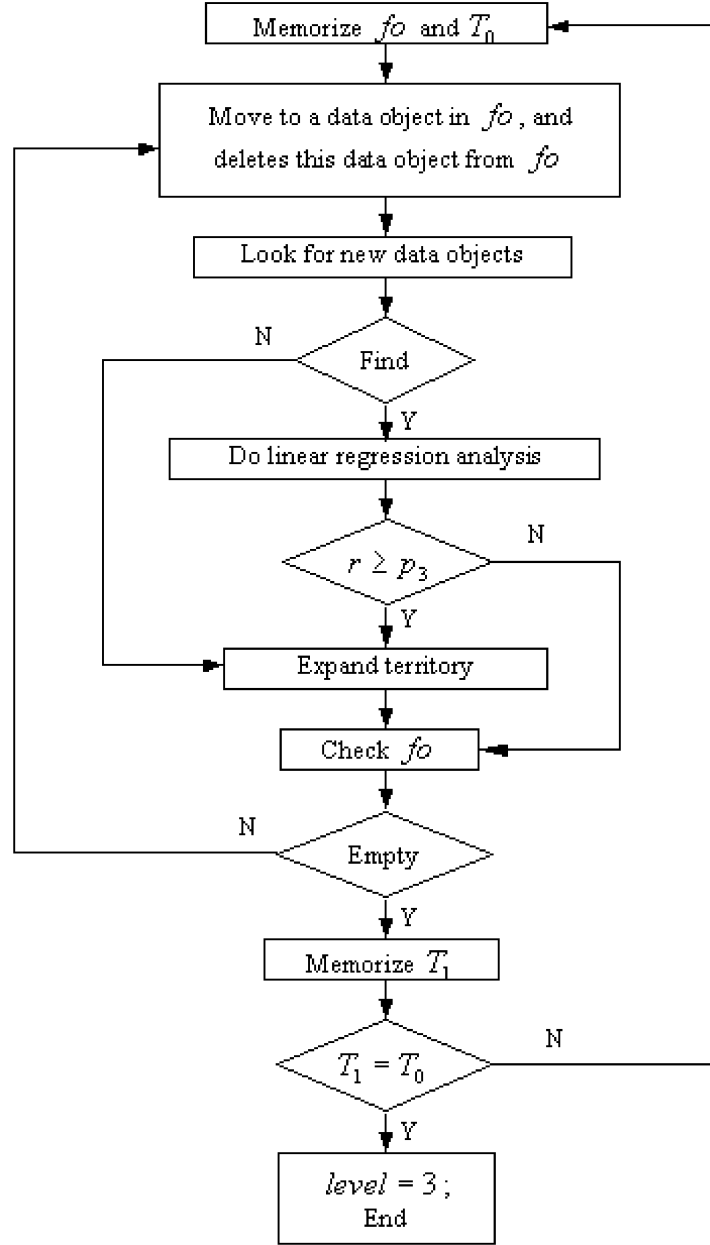 Memorize fo and T₀
Move to a data object in fo, and
deletes this data object from fo
Look for new data objects
N
Find
Y
Do linear regression analysis
N
r ≥ p₃
Y
Expand territory
Check fo
N
Empty
Y
Memorize T₁
N
T₁ = T₀
Y
level = 3 ;
End